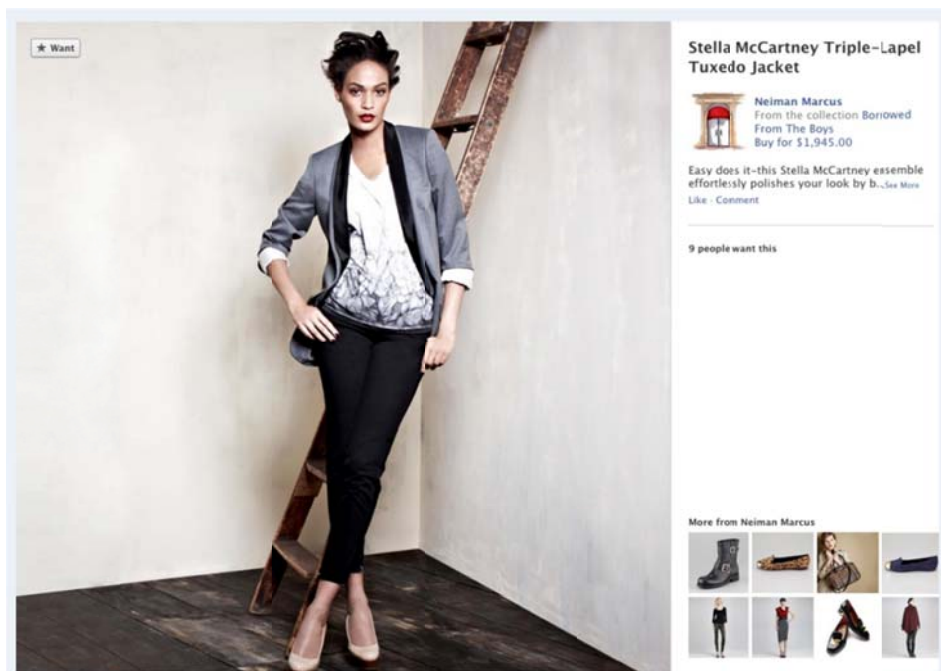 ★ Want
Stella McCartney Triple-Lapel
Tuxedo Jacket
Neiman Marcus
From the collection Borrowed
From The Boys
Buy for $1,945.00
Easy does it-this Stella McCartney ensemble
effortlessly polishes your look by b...See More
Like · Comment
9 people want this
More from Neiman Marcus